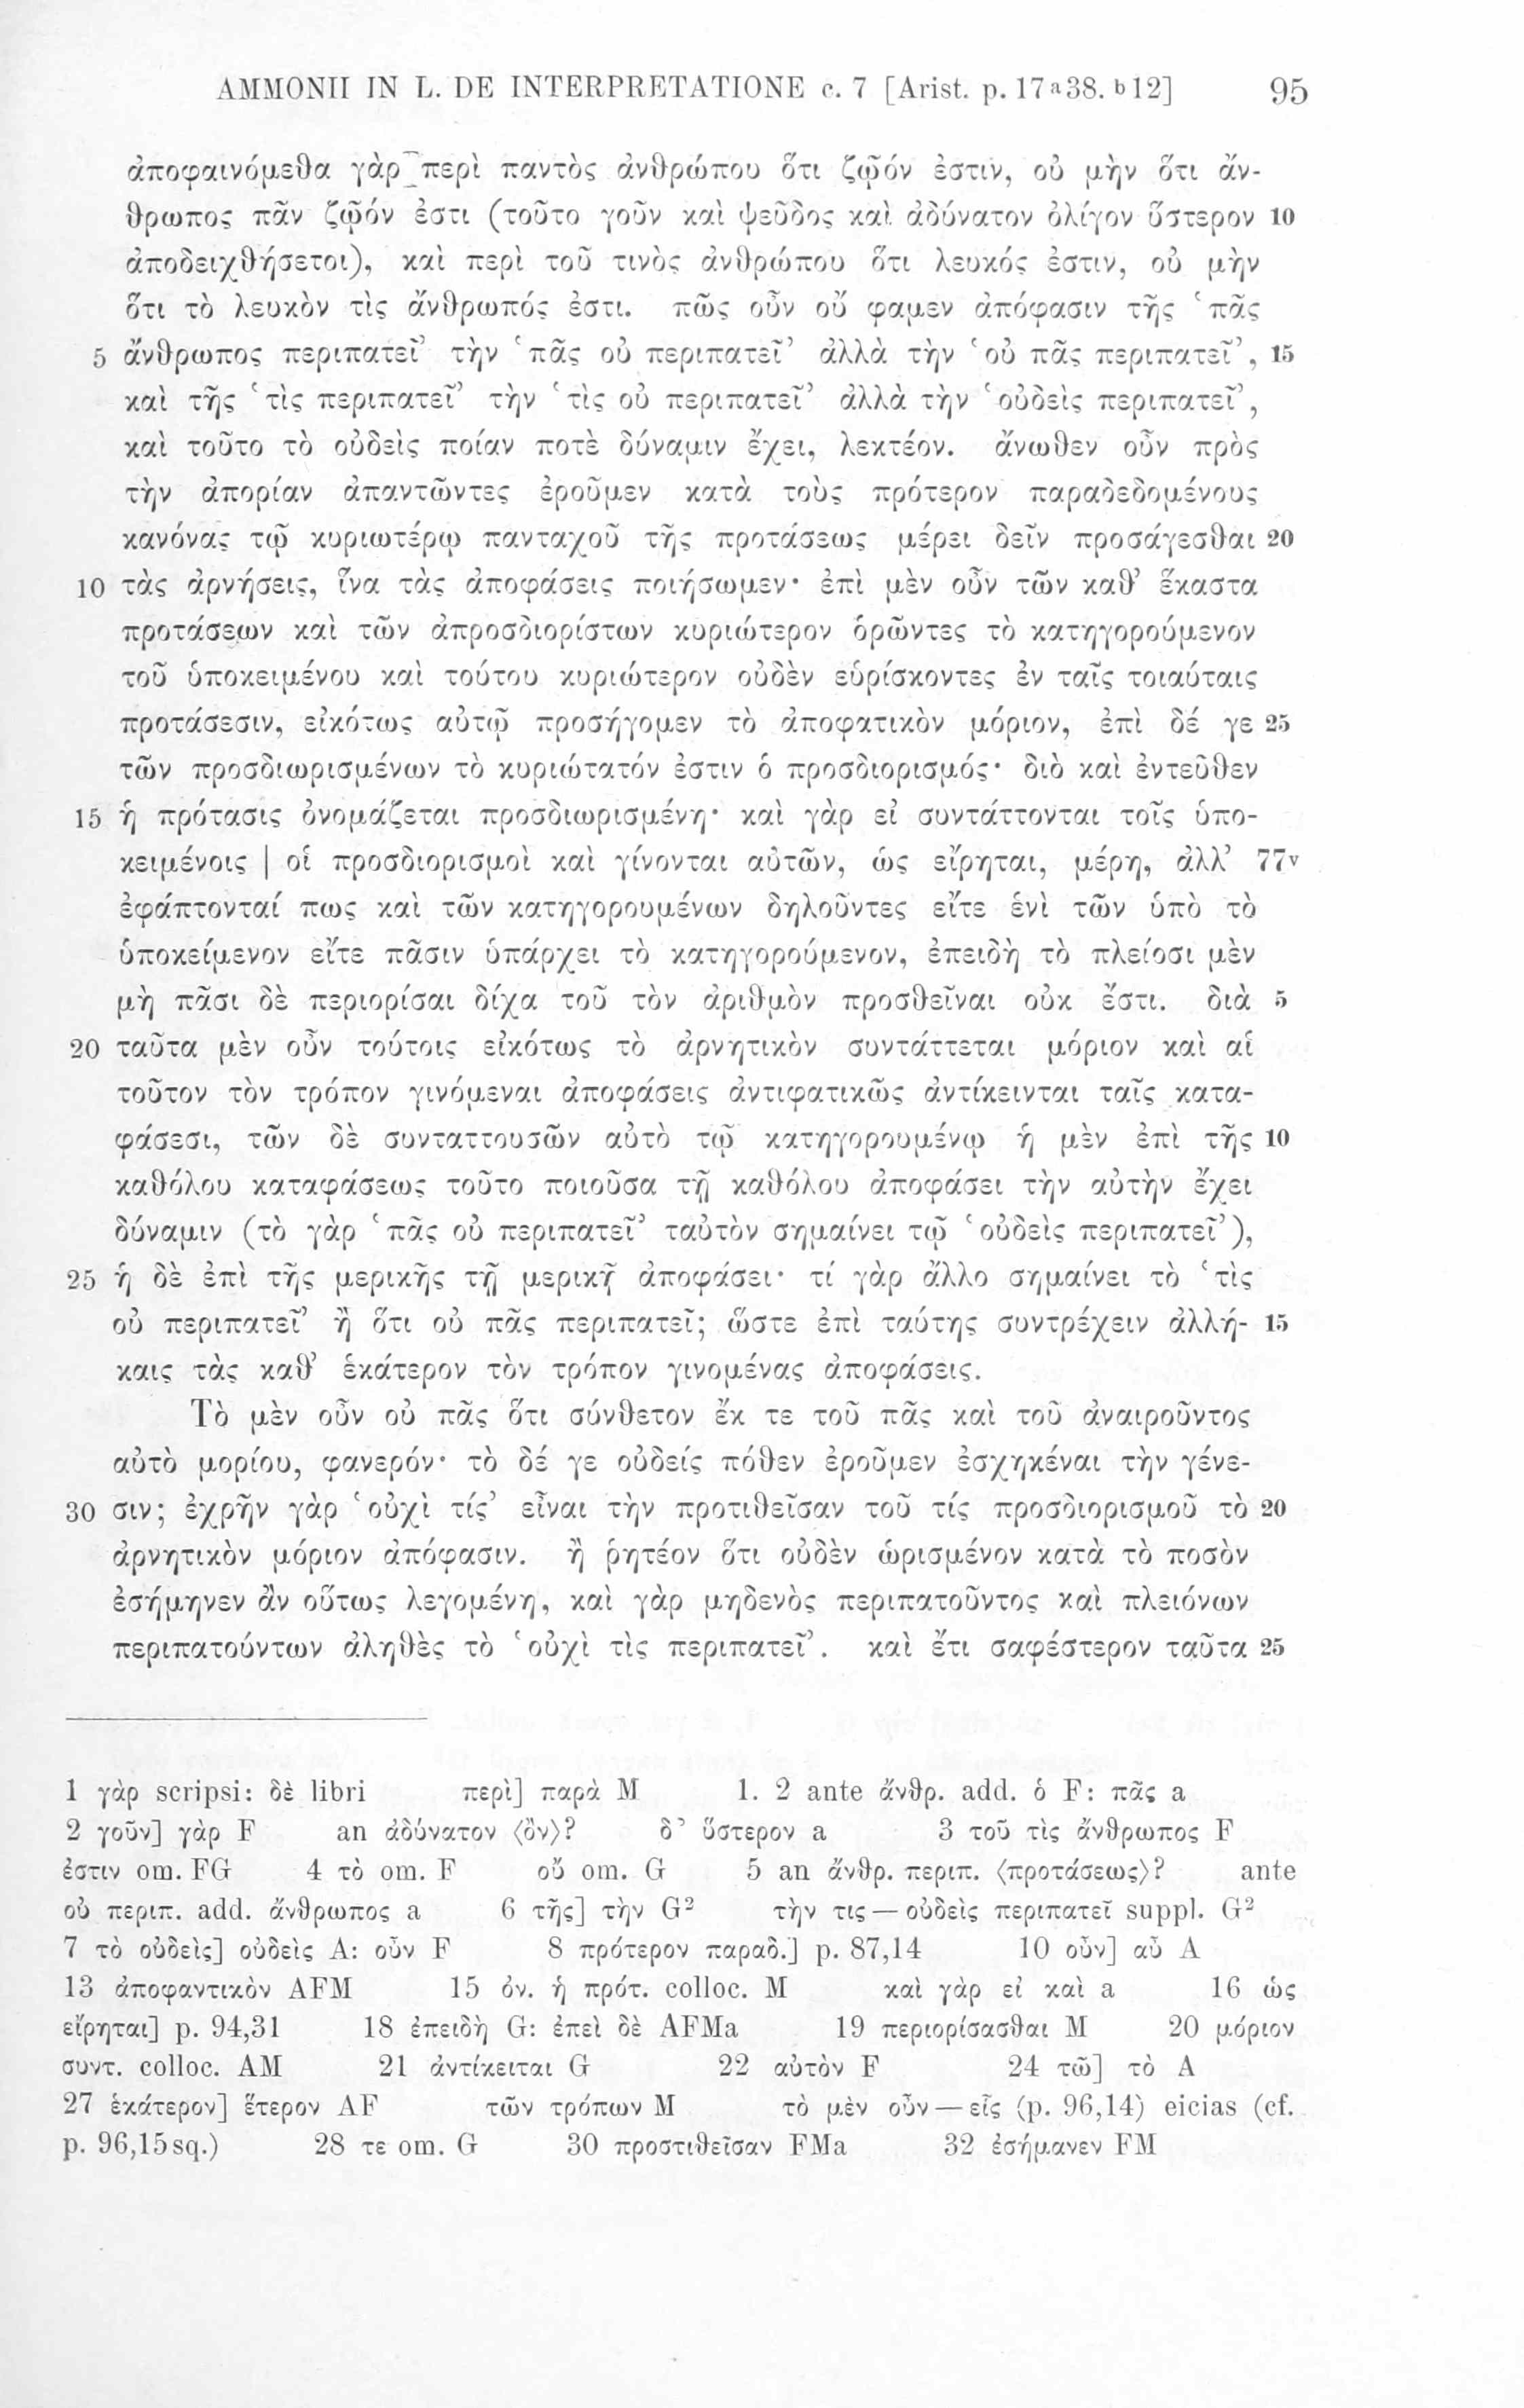 AMMONII IN L. DE INTERPRETATIONE c. 7 [Arist. p. 17a38. b12] 95
ἀποφαινόμεθα γὰρ περὶ παντὸς ἀνθρώπου ὅτι ζῷόν ἐστιν, οὐ μὴν ὅτι ἄν-
θρωπος πᾶν ζῷόν ἐστι (τοῦτο γοῦν καὶ ψεῦδος καὶ ἀδύνατον ὀλίγον ὕστερον 10
ἀποδειχθήσετοι), καὶ περὶ τοῦ τινὸς ἀνθρώπου ὅτι λευκός ἐστιν, οὐ μὴν
ὅτι τὸ λευκὸν τὶς ἄνθρωπός ἐστι. πῶς οὖν οὔ φαμεν ἀπόφασιν τῆς ‘πᾶς
5 ἄνθρωπος περιπατεῖ’ τὴν ‘πᾶς οὐ περιπατεῖ’ ἀλλὰ τὴν ‘οὐ πᾶς περιπατεῖ’, 15
καὶ τῆς ‘τὶς περιπατεῖ’ τὴν ‘τὶς οὐ περιπατεῖ’ ἀλλὰ τὴν ‘οὐδεὶς περιπατεῖ’,
καὶ τοῦτο τὸ οὐδεὶς ποίαν ποτὲ δύναμιν ἔχει, λεκτέον. ἄνωθεν οὖν πρὸς
τὴν ἀπορίαν ἀπαντῶντες ἐροῦμεν κατὰ τοὺς πρότερον παραδεδομένους
κανόνας τῷ κυριωτέρῳ πανταχοῦ τῆς προτάσεως μέρει δεῖν προσάγεσθαι 20
10 τὰς ἀρνήσεις, ἵνα τὰς ἀποφάσεις ποιήσωμεν· ἐπὶ μὲν οὖν τῶν καθ’ ἕκαστα
προτάσεων καὶ τῶν ἀπροσδιορίστων κυριώτερον ὁρῶντες τὸ κατηγορούμενον
τοῦ ὑποκειμένου καὶ τούτου κυριώτερον οὐδὲν εὑρίσκοντες ἐν ταῖς τοιαύταις
προτάσεσιν, εἰκότως αὐτῷ προσήγομεν τὸ ἀποφατικὸν μόριον, ἐπὶ δέ γε 25
τῶν προσδιωρισμένων τὸ κυριώτατόν ἐστιν ὁ προσδιορισμός· διὸ καὶ ἐντεῦθεν
15 ἡ πρότασις ὀνομάζεται προσδιωρισμένη· καὶ γὰρ εἰ συντάττονται τοῖς ὑπο-
κειμένοις | οἱ προσδιορισμοὶ καὶ γίνονται αὐτῶν, ὡς εἴρηται, μέρη, ἀλλ’ 77v
ἐφάπτονταί πως καὶ τῶν κατηγορουμένων δηλοῦντες εἴτε ἑνὶ τῶν ὑπὸ τὸ
ὑποκείμενον εἴτε πᾶσιν ὑπάρχει τὸ κατηγορούμενον, ἐπειδὴ τὸ πλείοσι μὲν
μὴ πᾶσι δὲ περιορίσαι δίχα τοῦ τὸν ἀριθμὸν προσθεῖναι οὐκ ἔστι. διὰ 5
20 ταῦτα μὲν οὖν τούτοις εἰκότως τὸ ἀρνητικὸν συντάττεται μόριον καὶ αἱ
τοῦτον τὸν τρόπον γινόμεναι ἀποφάσεις ἀντιφατικῶς ἀντίκεινται ταῖς κατα-
φάσεσι, τῶν δὲ συνταττουσῶν αὐτὸ τῷ κατηγορουμένῳ ἡ μὲν ἐπὶ τῆς 10
καθόλου καταφάσεως τοῦτο ποιοῦσα τῇ καθόλου ἀποφάσει τὴν αὐτὴν ἔχει
δύναμιν (τὸ γὰρ ‘πᾶς οὐ περιπατεῖ’ ταὐτὸν σημαίνει τῷ ‘οὐδεὶς περιπατεῖ’),
25 ἡ δὲ ἐπὶ τῆς μερικῆς τῇ μερικῇ ἀποφάσει· τί γὰρ ἄλλο σημαίνει τὸ ‘τὶς
οὐ περιπατεῖ’ ἢ ὅτι οὐ πᾶς περιπατεῖ; ὥστε ἐπὶ ταύτης συντρέχειν ἀλλή- 15
καις τὰς καθ’ ἑκάτερον τὸν τρόπον γινομένας ἀποφάσεις.
Τὸ μὲν οὖν οὐ πᾶς ὅτι σύνθετον ἔκ τε τοῦ πᾶς καὶ τοῦ ἀναιροῦντος
αὐτὸ μορίου, φανερόν· τὸ δέ γε οὐδείς πόθεν ἐροῦμεν ἐσχηκέναι τὴν γένε-
30 σιν; ἐχρῆν γὰρ ‘οὐχὶ τίς’ εἶναι τὴν προτιθεῖσαν τοῦ τίς προσδιορισμοῦ τὸ 20
ἀρνητικὸν μόριον ἀπόφασιν. ἢ ῥητέον ὅτι οὐδὲν ὡρισμένον κατὰ τὸ ποσὸν
ἐσήμηνεν ἂν οὕτως λεγομένη, καὶ γὰρ μηδενὸς περιπατοῦντος καὶ πλειόνων
περιπατούντων ἀληθὲς τὸ ‘οὐχὶ τὶς περιπατεῖ’. καὶ ἔτι σαφέστερον ταῦτα 25
1 γὰρ scripsi: δὲ libri περὶ] παρὰ M 1. 2 ante ἄνθρ. add. ὁ F: πᾶς a
2 γοῦν] γὰρ F an ἀδύνατον ⟨ὂν⟩? δ’ ὕστερον a 3 τοῦ τὶς ἄνθρωπος F
ἐστιν om. FG 4 τὸ om. F οὔ om. G 5 an ἄνθρ. περιπ. ⟨προτάσεως⟩? ante
οὐ περιπ. add. ἄνθρωπος a 6 τῆς] τὴν G2 τὴν τις — οὐδεὶς περιπατεῖ suppl. G2
7 τὸ οὐδεὶς] οὐδεὶς A: οὖν F 8 πρότερον παραδ.] p. 87,14 10 οὖν] αὖ A
13 ἀποφαντικὸν AFM 15 ὀν. ἡ πρότ. colloc. M καὶ γὰρ εἰ καὶ a 16 ὡς
εἴρηται] p. 94,31 18 ἐπειδὴ G: ἐπεὶ δὲ AFMa 19 περιορίσασθαι M 20 μόριον
συντ. colloc. AM 21 ἀντίκειται G 22 αὐτὸν F 24 τῶ] τὸ A
27 ἑκάτερον] ἕτερον AF τῶν τρόπων M τὸ μὲν οὖν — εἷς (p. 96,14) eicias (cf.
p. 96,15sq.) 28 τε om. G 30 προστιθεῖσαν FMa 32 ἐσήμανεν FM